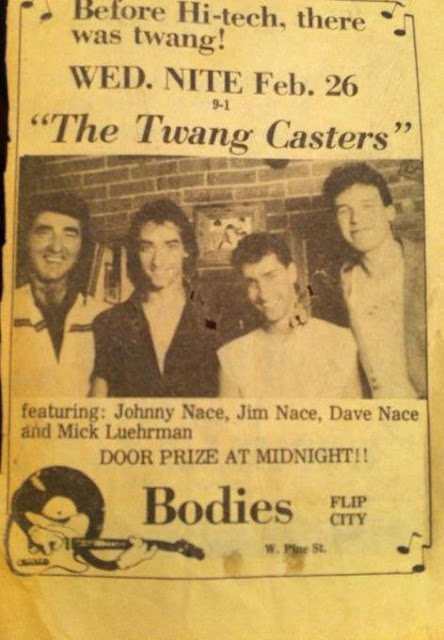 Before Hi-tech, there
was twang!
WED. NITE Feb. 26
9-1
“The Twang Casters”
featuring: Johnny Nace, Jim Nace, Dave Nace
and Mick Luehrman
DOOR PRIZE AT MIDNIGHT!!
Bodies
FLIP
CITY
W. Pine St.